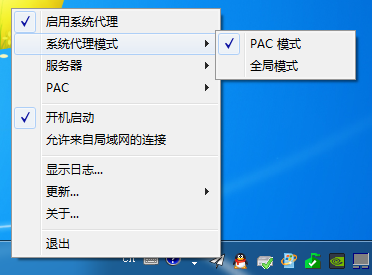 启用系统代理
系统代理模式
PAC 模式
全局模式
服务器
PAC
开机启动
允许来自局域网的连接
显示日志...
更新...
关于...
退出